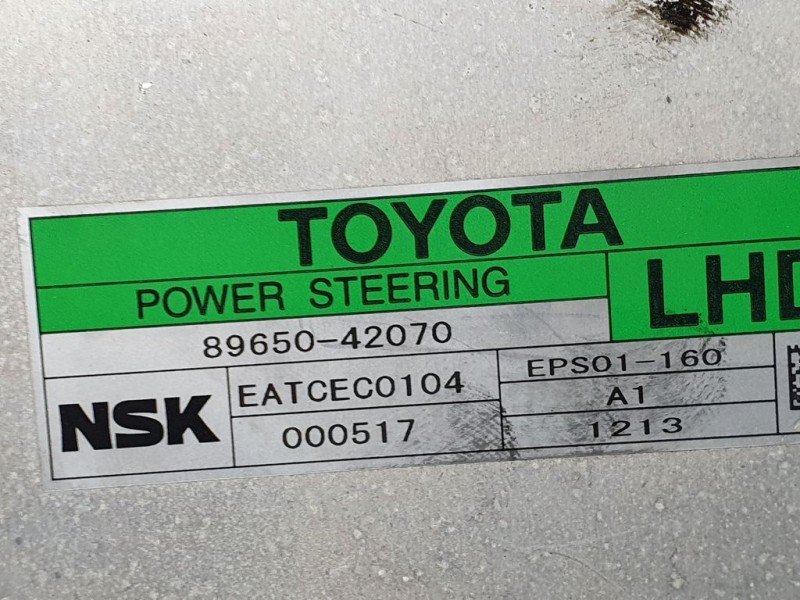 TOYOTA
POWER STEERING
LHD
89650-42070
NSK
EATCEC0104
EPS01-160
A1
000517
1213